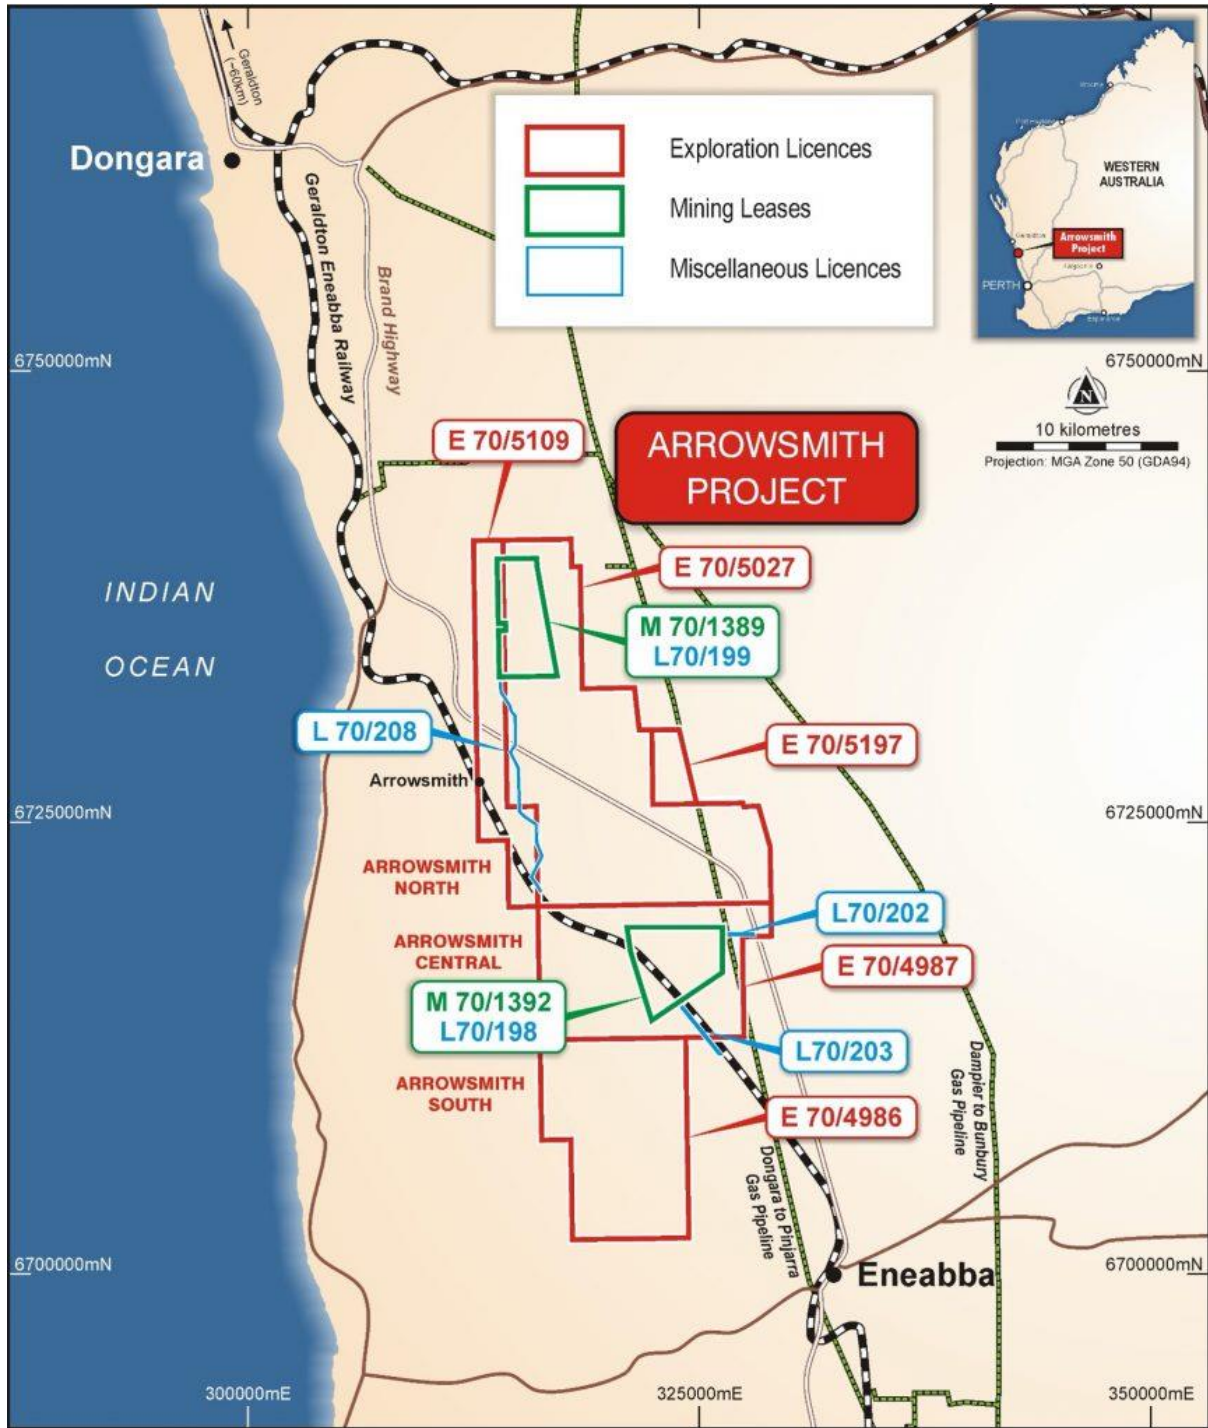 Geraldton
(~60km)
Dongara
Geraldton Eneabba Railway
Brand Highway
Exploration Licences
Mining Leases
Miscellaneous Licences
WESTERN
AUSTRALIA
Arrowsmith
Project
PERTH
6750000mN
6750000mN
N
10 kilometres
Projection: MGA Zone 50 (GDA94)
E 70/5109
ARROWSMITH
PROJECT
E 70/5027
INDIAN
OCEAN
M 70/1389
L70/199
L 70/208
E 70/5197
Arrowsmith
6725000mN
6725000mN
ARROWSMITH
NORTH
L70/202
ARROWSMITH
CENTRAL
E 70/4987
M 70/1392
L70/198
L70/203
ARROWSMITH
SOUTH
E 70/4986
Dampier to Bunbury
Gas Pipeline
Dongara to Pinjarra
Gas Pipeline
Eneabba
6700000mN
6700000mN
300000mE
325000mE
350000mE